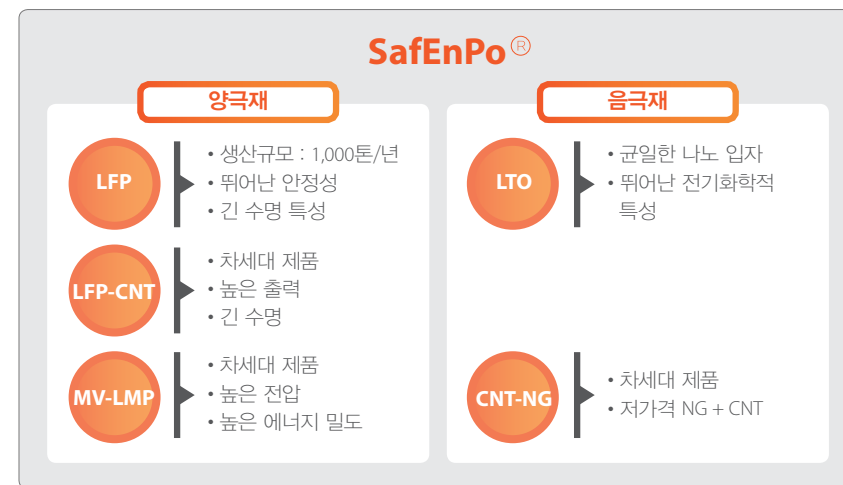 SafEnPo®
양극재
LFP
• 생산규모 : 1,000톤/년
• 뛰어난 안정성
• 긴 수명 특성
LFP-CNT
• 차세대 제품
• 높은 출력
• 긴 수명
MV-LMP
• 차세대 제품
• 높은 전압
• 높은 에너지 밀도
음극재
LTO
• 균일한 나노 입자
• 뛰어난 전기화학적
특성
CNT-NG
• 차세대 제품
• 저가격 NG + CNT